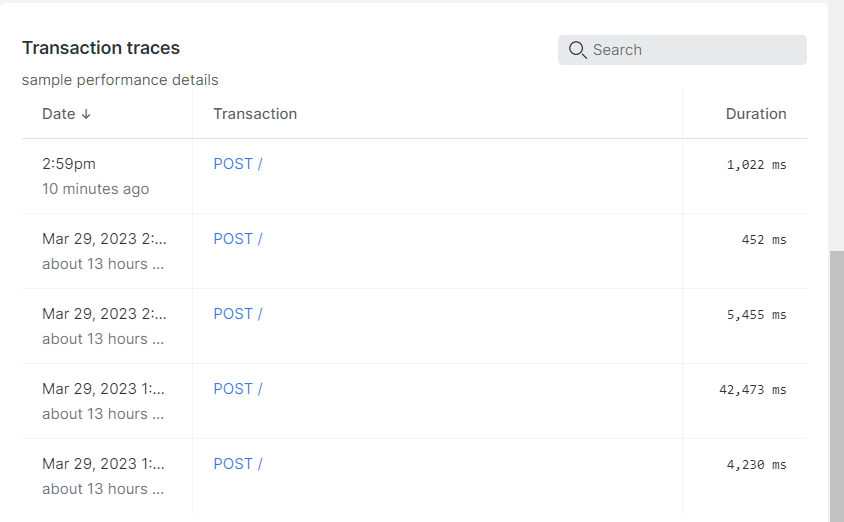 Transaction traces
Search
sample performance details
Date ↓ Transaction Duration
2:59pm POST / 1,022 ms
10 minutes ago
Mar 29, 2023 2:... POST / 452 ms
about 13 hours ...
Mar 29, 2023 2:... POST / 5,455 ms
about 13 hours ...
Mar 29, 2023 1:... POST / 42,473 ms
about 13 hours ...
Mar 29, 2023 1:... POST / 4,230 ms
about 13 hours ...